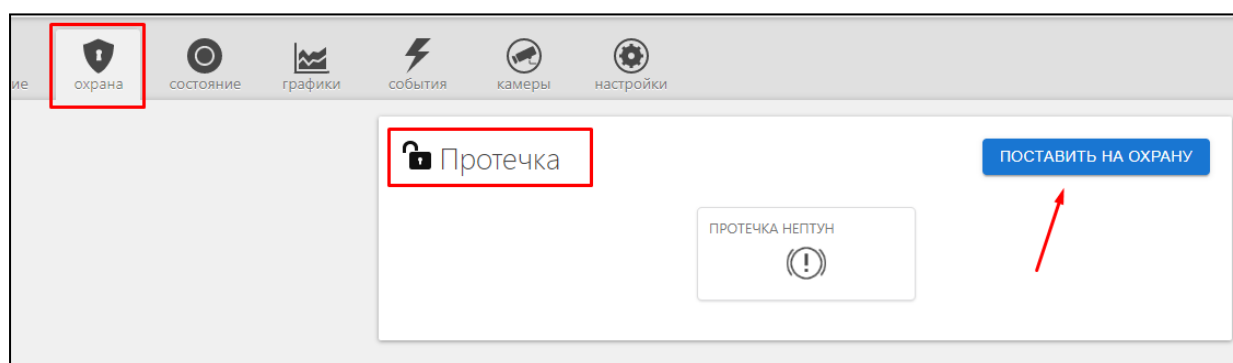 ие охрана состояние графики события камеры настройки
Протечка ПОСТАВИТЬ НА ОХРАНУ
ПРОТЕЧКА НЕПТУН